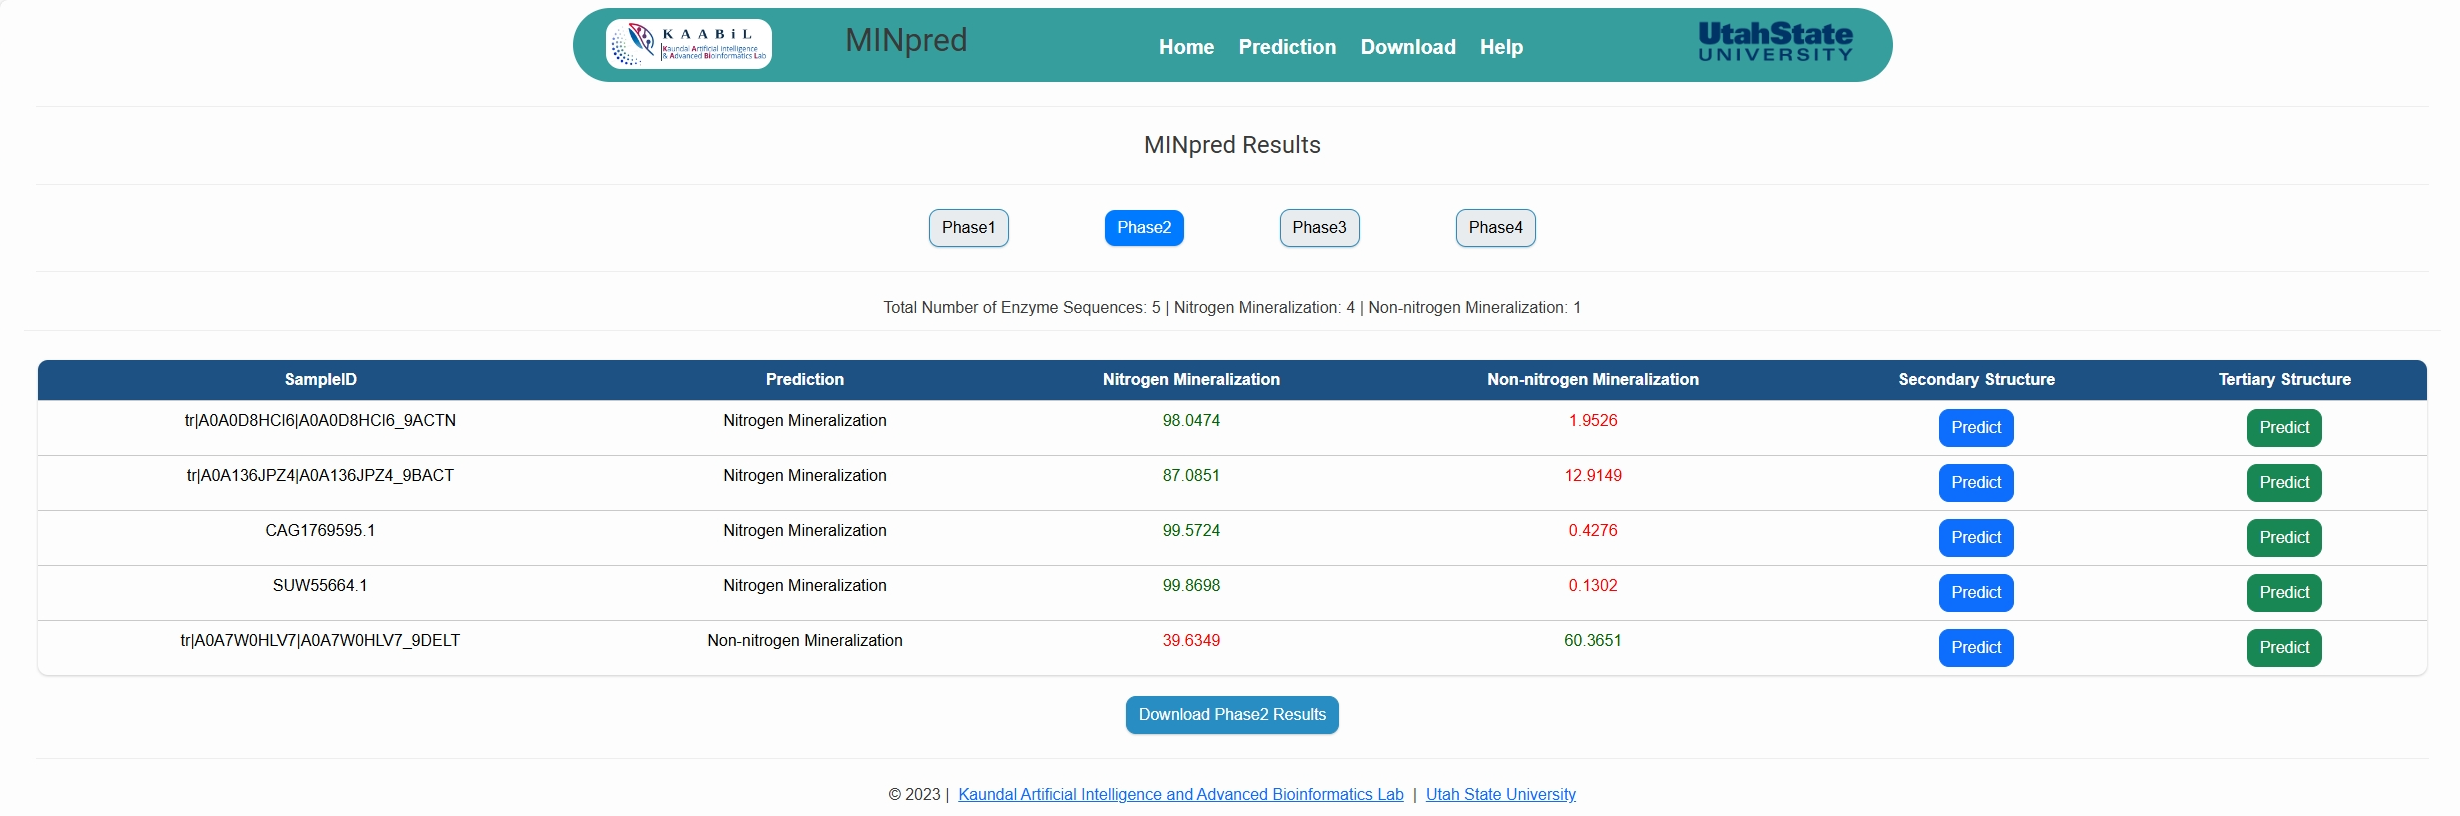 KAABiL
Kaundal Artificial Intelligence
& Advanced Bioinformatics Lab
MINpred
Home Prediction Download Help
UtahState
UNIVERSITY
MINpred Results
Phase1 Phase2 Phase3 Phase4
Total Number of Enzyme Sequences: 5 | Nitrogen Mineralization: 4 | Non-nitrogen Mineralization: 1
SampleID Prediction Nitrogen Mineralization Non-nitrogen Mineralization Secondary Structure Tertiary Structure
tr|A0A0D8HCI6|A0A0D8HCI6_9ACTN Nitrogen Mineralization 98.0474 1.9526 Predict Predict
tr|A0A136JPZ4|A0A136JPZ4_9BACT Nitrogen Mineralization 87.0851 12.9149 Predict Predict
CAG1769595.1 Nitrogen Mineralization 99.5724 0.4276 Predict Predict
SUW55664.1 Nitrogen Mineralization 99.8698 0.1302 Predict Predict
tr|A0A7W0HLV7|A0A7W0HLV7_9DELT Non-nitrogen Mineralization 39.6349 60.3651 Predict Predict
Download Phase2 Results
© 2023 | Kaundal Artificial Intelligence and Advanced Bioinformatics Lab | Utah State University